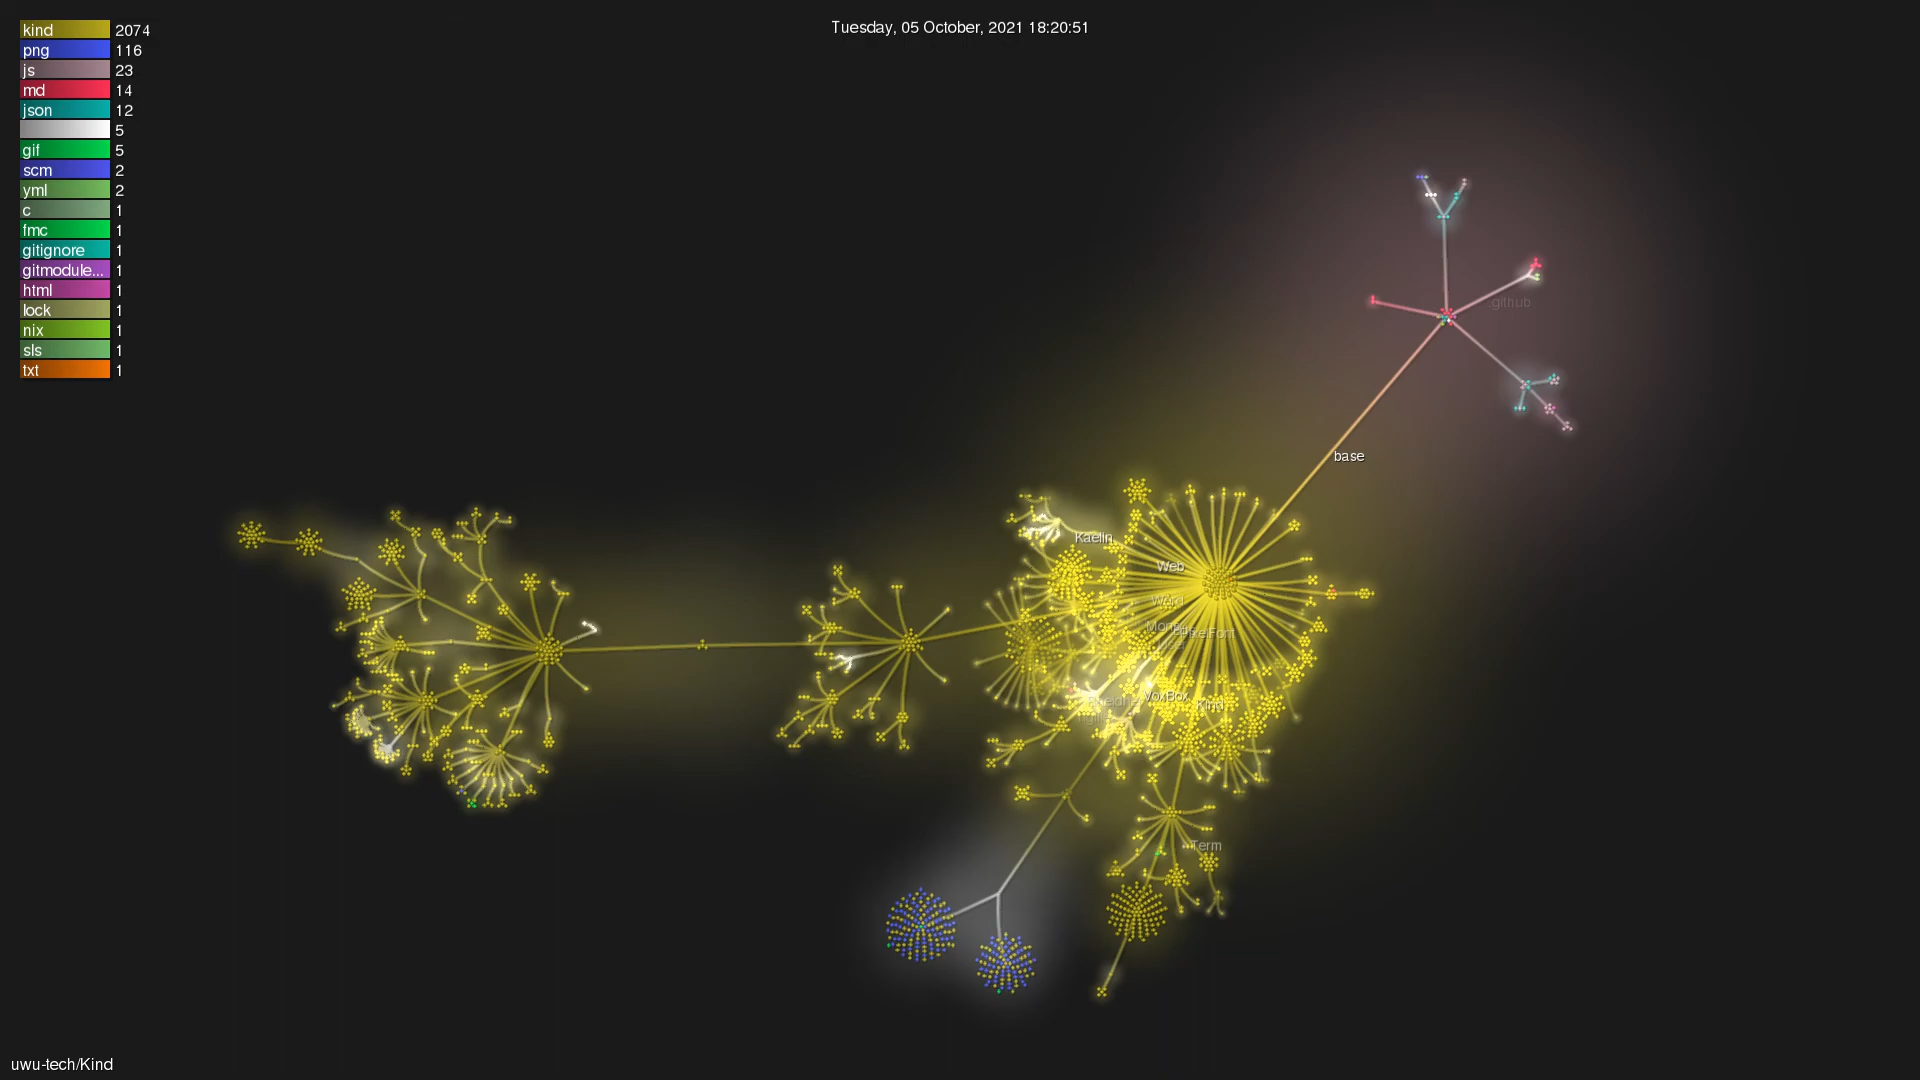 Tuesday, 05 October, 2021 18:20:51
kind 2074
png 116
js 23
md 14
json 12
5
gif 5
scm 2
yml 2
c 1
fmc 1
gitignore 1
gitmodule... 1
html 1
lock 1
nix 1
sls 1
txt 1
github
base
Kaelin
Web
Word
PixelFont
VoxBox
Kind
Term
uwu-tech/Kind